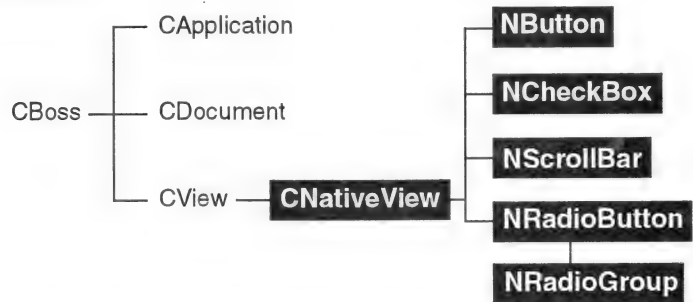 CApplication
NButton
NCheckBox
CBoss
CDocument
NScrollBar
CView
CNativeView
NRadioButton
NRadioGroup